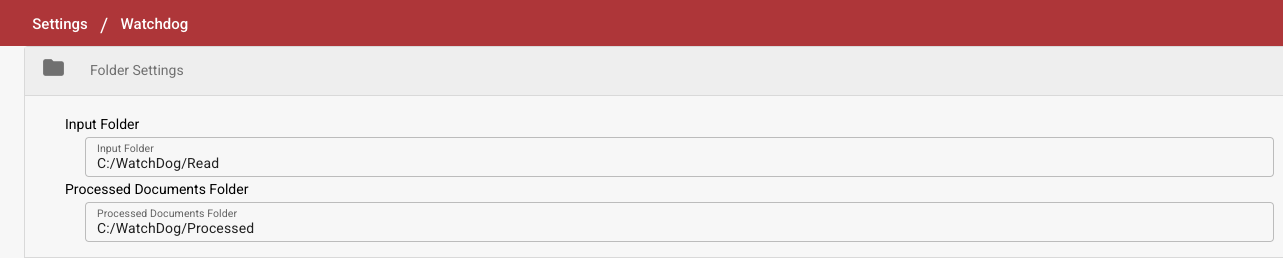 Settings / Watchdog
Folder Settings
Input Folder
Input Folder
C:/WatchDog/Read
Processed Documents Folder
Processed Documents Folder
C:/WatchDog/Processed